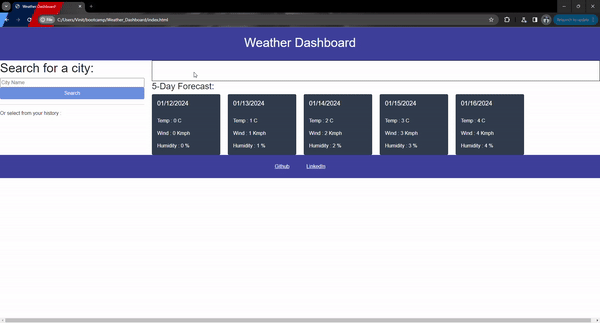 Weather Dashboard
File C:/Users/Vinit/bootcamp/Weather_Dashboard/index.html
Weather Dashboard
Search for a city:
City Name
Search
Or select from your history
5-Day Forecast:
01/12/2024
Temp : 0 C
Wind : 0 Kmph
Humidity : 0 %
01/13/2024
Temp : 1 C
Wind : 1 Kmph
Humidity : 1 %
01/14/2024
Temp : 2 C
Wind : 2 Kmph
Humidity : 2 %
01/15/2024
Temp : 3 C
Wind : 3 Kmph
Humidity : 3 %
01/16/2024
Temp : 4 C
Wind : 4 Kmph
Humidity : 4 %
Github LinkedIn